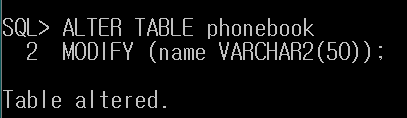 SQL> ALTER TABLE phonebook
2 MODIFY (name VARCHAR2(50));
Table altered.